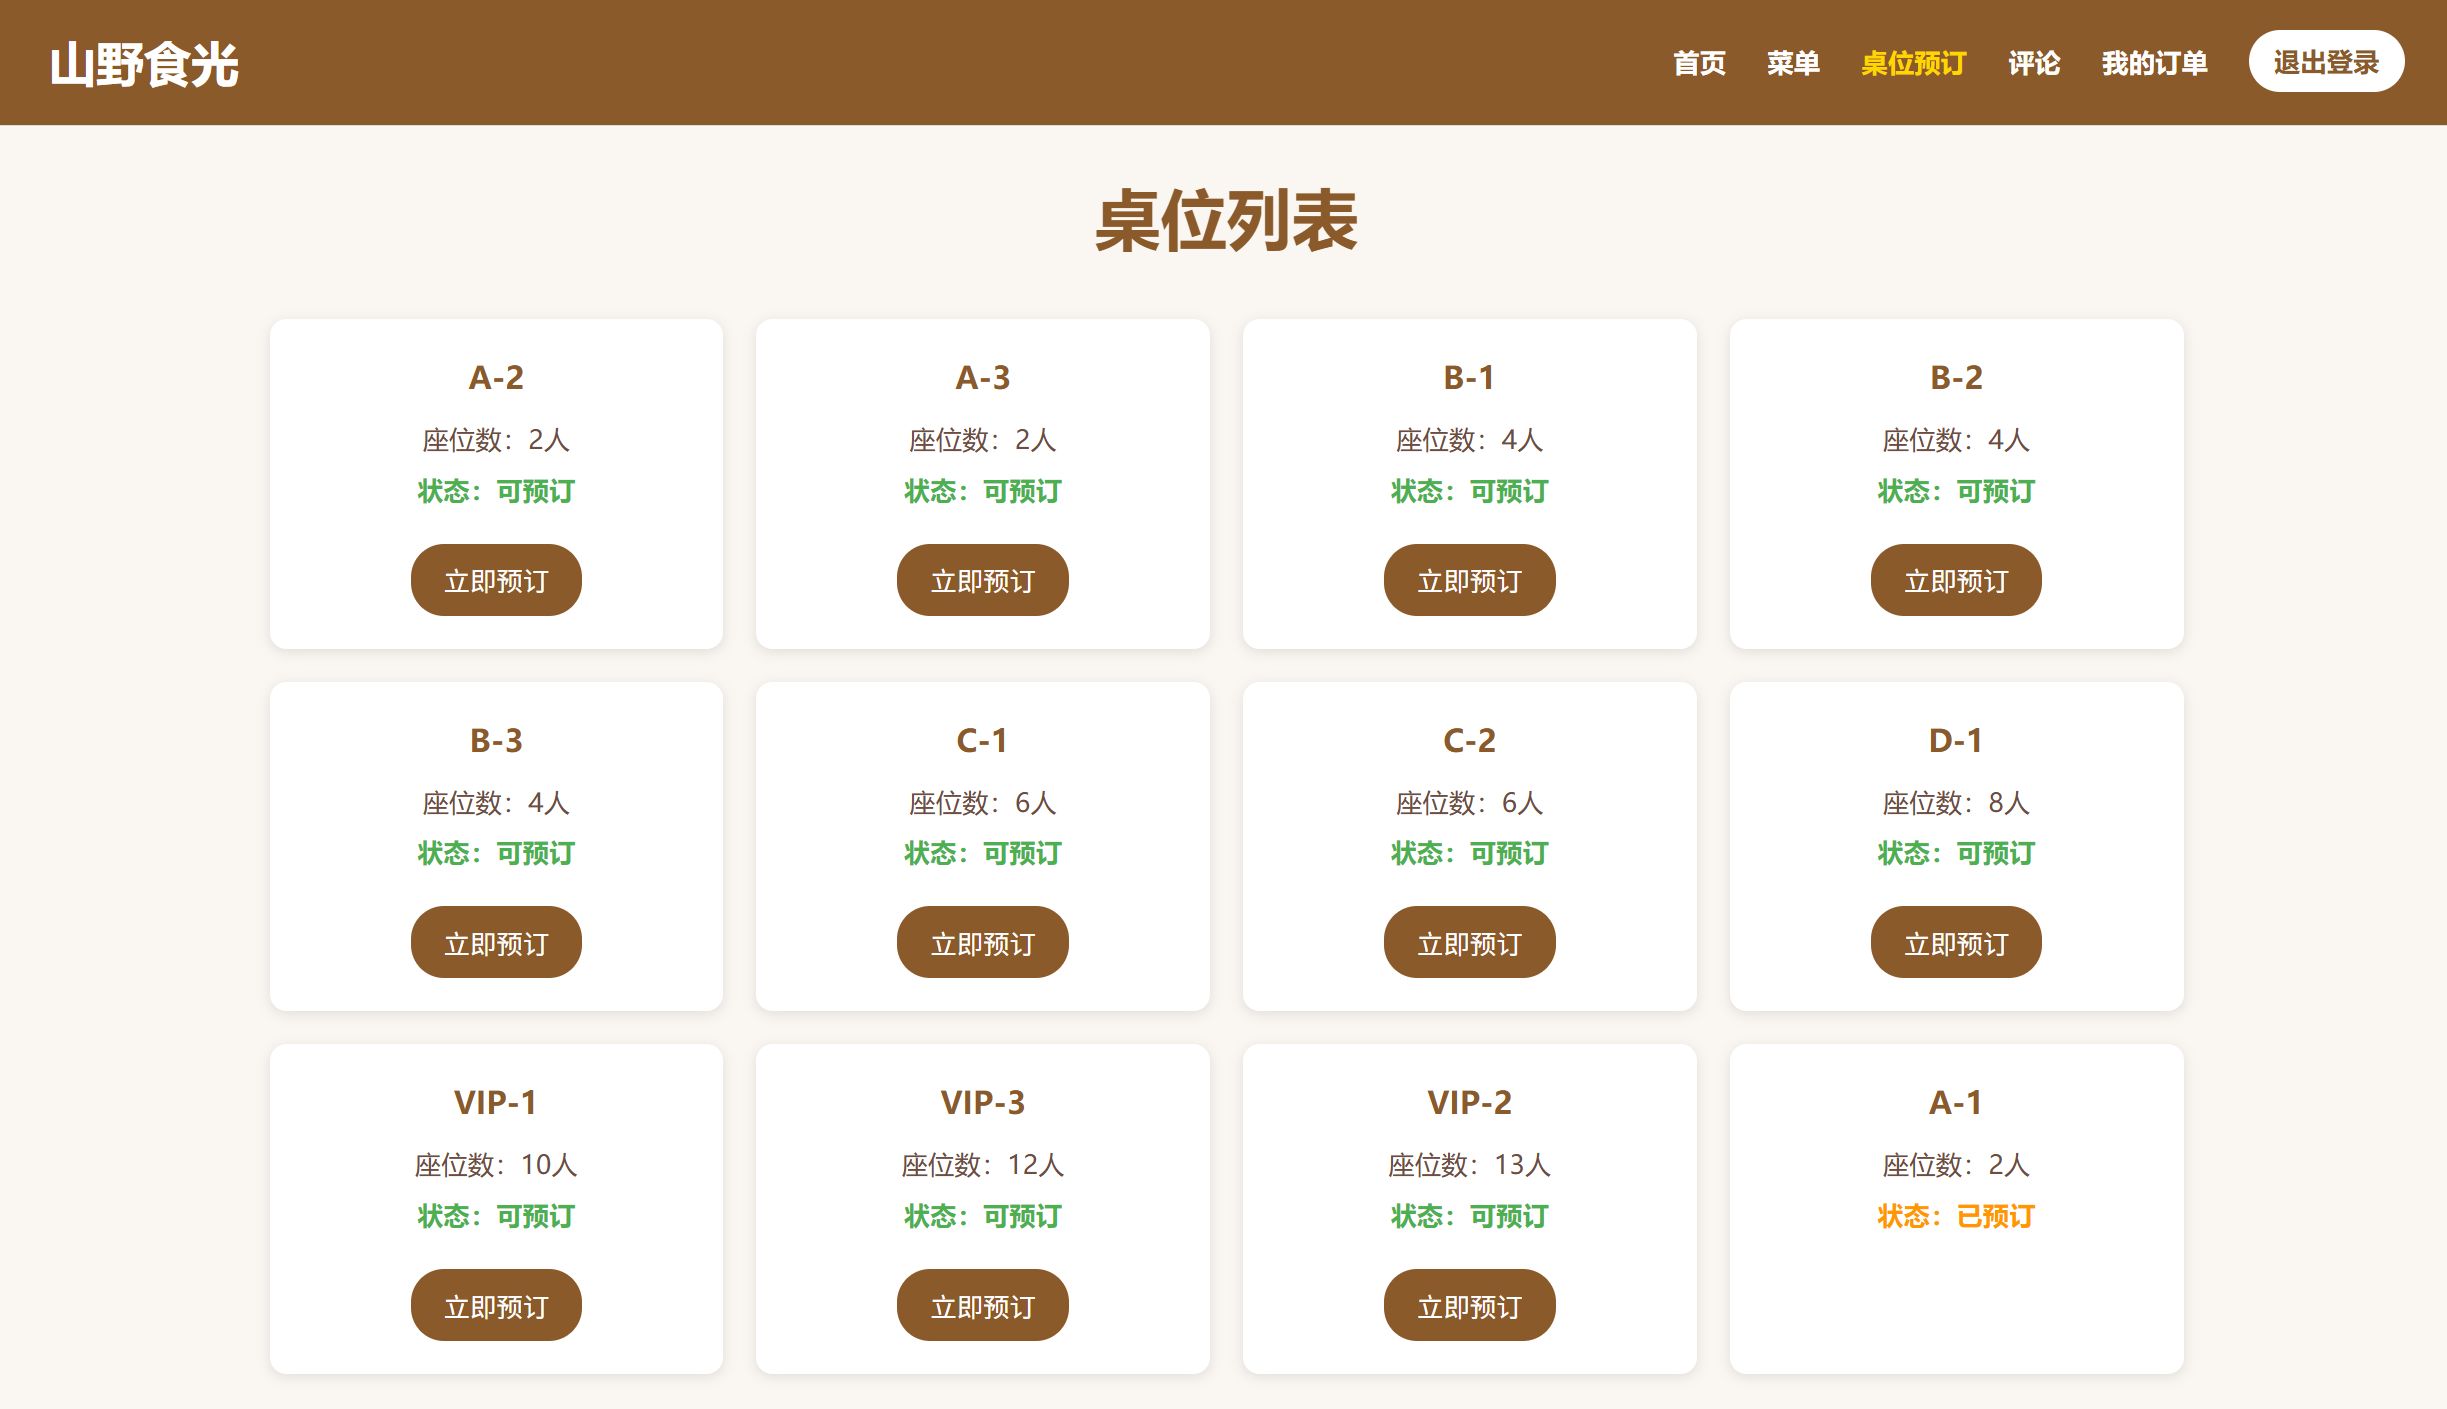 山野食光
首页 菜单 桌位预订 评论 我的订单 退出登录
桌位列表
A-2
座位数：2人
状态：可预订
立即预订
A-3
座位数：2人
状态：可预订
立即预订
B-1
座位数：4人
状态：可预订
立即预订
B-2
座位数：4人
状态：可预订
立即预订
B-3
座位数：4人
状态：可预订
立即预订
C-1
座位数：6人
状态：可预订
立即预订
C-2
座位数：6人
状态：可预订
立即预订
D-1
座位数：8人
状态：可预订
立即预订
VIP-1
座位数：10人
状态：可预订
立即预订
VIP-3
座位数：12人
状态：可预订
立即预订
VIP-2
座位数：13人
状态：可预订
立即预订
A-1
座位数：2人
状态：已预订